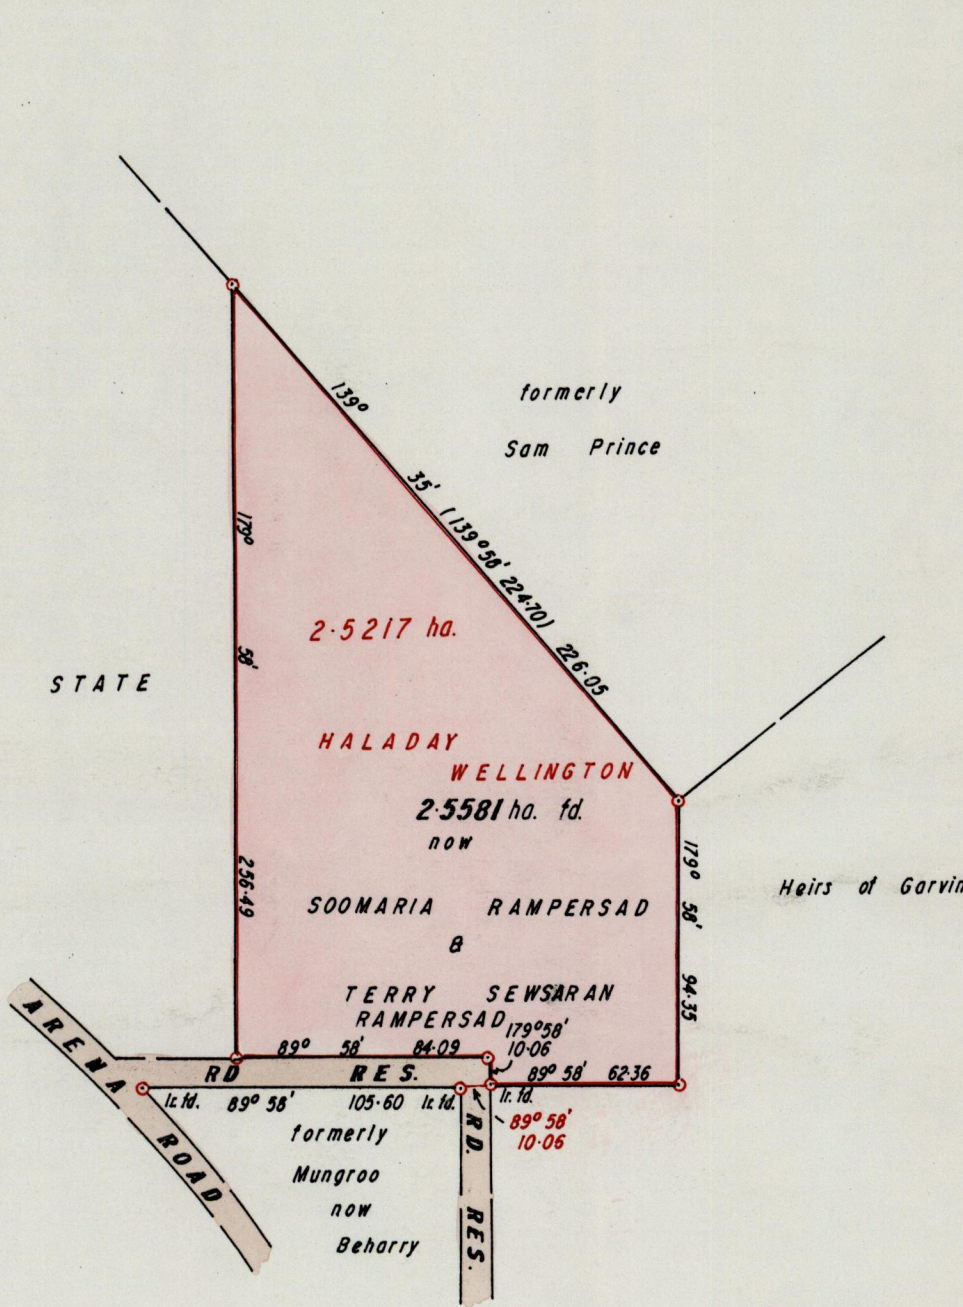 formerly
Sam Prince
139° 35' (139°58' 224·70) 226·05
179° 58' 256·49
2·5217 ha.
STATE
HALADAY
WELLINGTON
2·5581 ha. fd.
now
179° 58' 94·35
Heirs of Garvin
SOOMARIA RAMPERSAD
&
TERRY SEWSARAN
RAMPERSAD
179°58'
10·06
89° 58' 84·09
ARENA ROAD
RD RES.
89° 58' 62·36
Ir. fd. 89° 58' 105·60 Ir. fd.
Ir. fd.
89° 58'
10·06
RD. RES.
formerly
Mungroo
now
Beharry